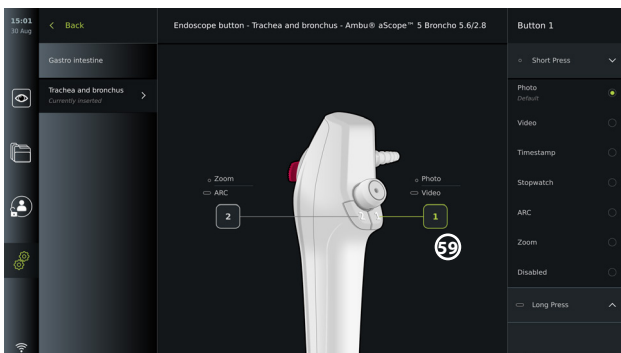 15:01
30 Aug
Back
Endoscope button - Trachea and bronchus - Ambu® aScope™ 5 Broncho 5.6/2.8
Button 1
Gastro intestine
Trachea and bronchus
Currently inserted
Zoom
ARC
2
Photo
Video
1
59
2
1
Short Press
Photo
Default
Video
Timestamp
Stopwatch
ARC
Zoom
Disabled
Long Press